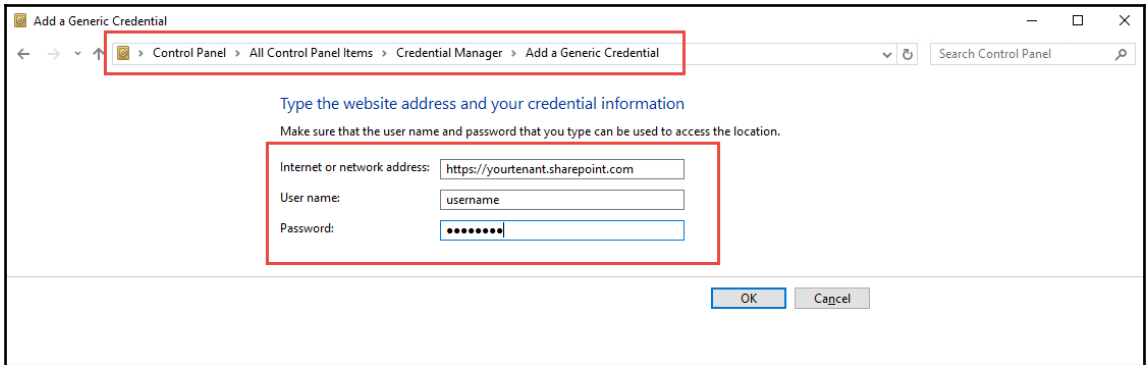 Add a Generic Credential
Control Panel > All Control Panel Items > Credential Manager > Add a Generic Credential
Search Control Panel
Type the website address and your credential information
Make sure that the user name and password that you type can be used to access the location.
Internet or network address: https://yourtenant.sharepoint.com
User name: username
Password: ••••••••
OK Cancel